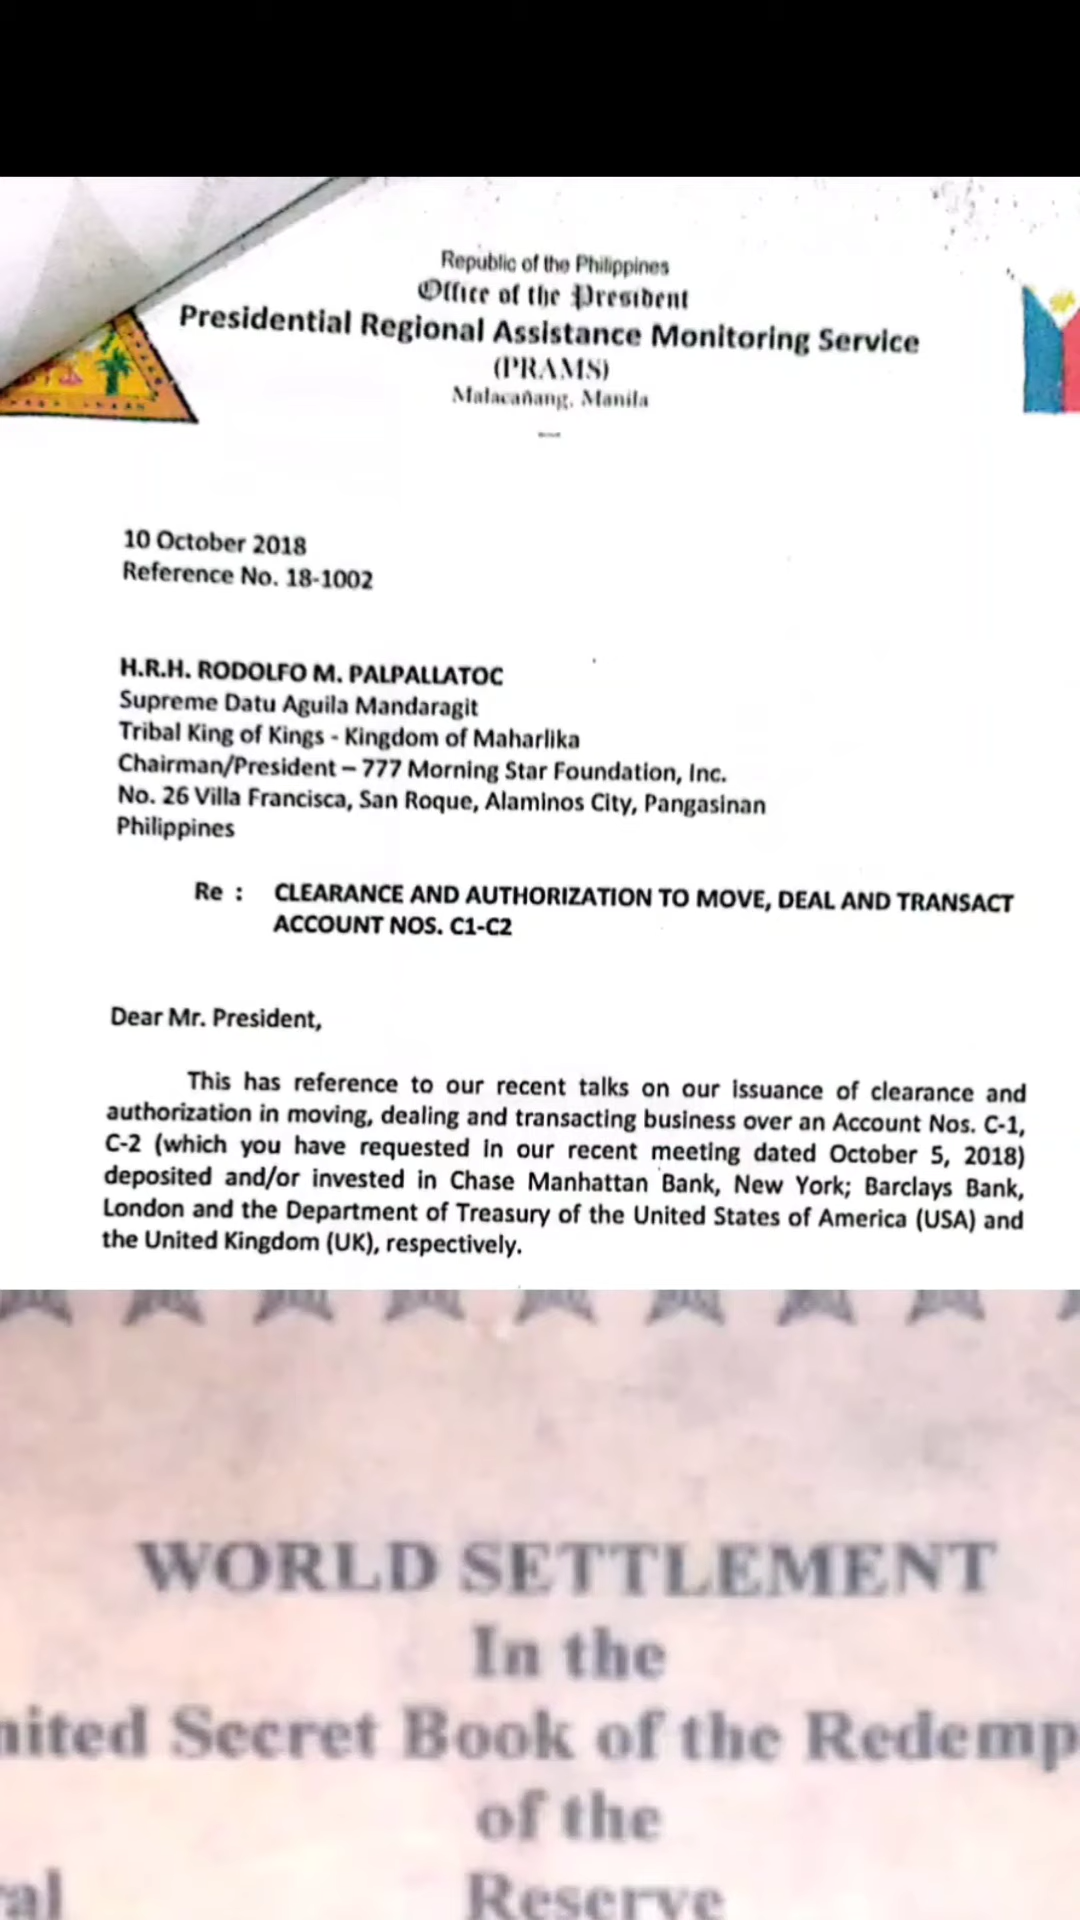 Republic of the Philippines
Office of the President
Presidential Regional Assistance Monitoring Service
(PRAMS)
Malacañang, Manila
10 October 2018
Reference No. 18-1002
H.R.H. RODOLFO M. PALPALLATOC
Supreme Datu Aguila Mandaragit
Tribal King of Kings - Kingdom of Maharlika
Chairman/President – 777 Morning Star Foundation, Inc.
No. 26 Villa Francisca, San Roque, Alaminos City, Pangasinan
Philippines
Re : CLEARANCE AND AUTHORIZATION TO MOVE, DEAL AND TRANSACT
ACCOUNT NOS. C1-C2
Dear Mr. President,
This has reference to our recent talks on our issuance of clearance and
authorization in moving, dealing and transacting business over an Account Nos. C-1,
C-2 (which you have requested in our recent meeting dated October 5, 2018)
deposited and/or invested in Chase Manhattan Bank, New York; Barclays Bank,
London and the Department of Treasury of the United States of America (USA) and
the United Kingdom (UK), respectively.
WORLD SETTLEMENT
In the
nited Secret Book of the Redemp
of the
ral Reserve